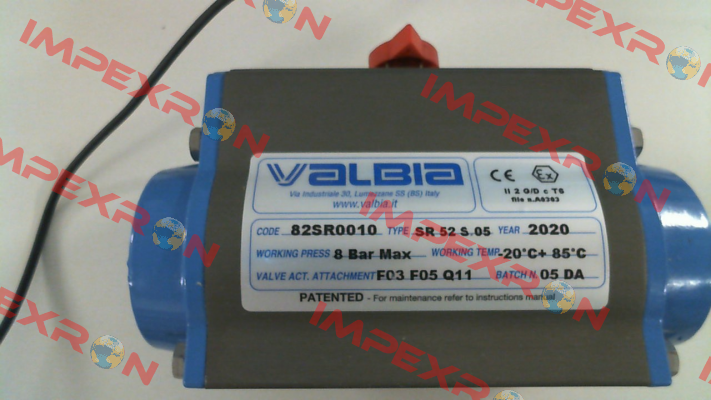 VALBIA
Via Industriale 30, Lumezzane SS (BS) Italy
www.valbia.it
CE Ex
II 2 G/D c T6
CODE 82SR0010 TYPE SR 52 S.05 YEAR 2020
WORKING PRESS 8 Bar Max WORKING TEMP -20°C+ 85°C
VALVE ACT. ATTACHMENT F03 F05 Q11 BATCH N. 05 DA
PATENTED - For maintenance refer to instructions manual
IMPEXRON
IMPEXRON
IMPEXRON
IMPEXRON
IMPEXRON